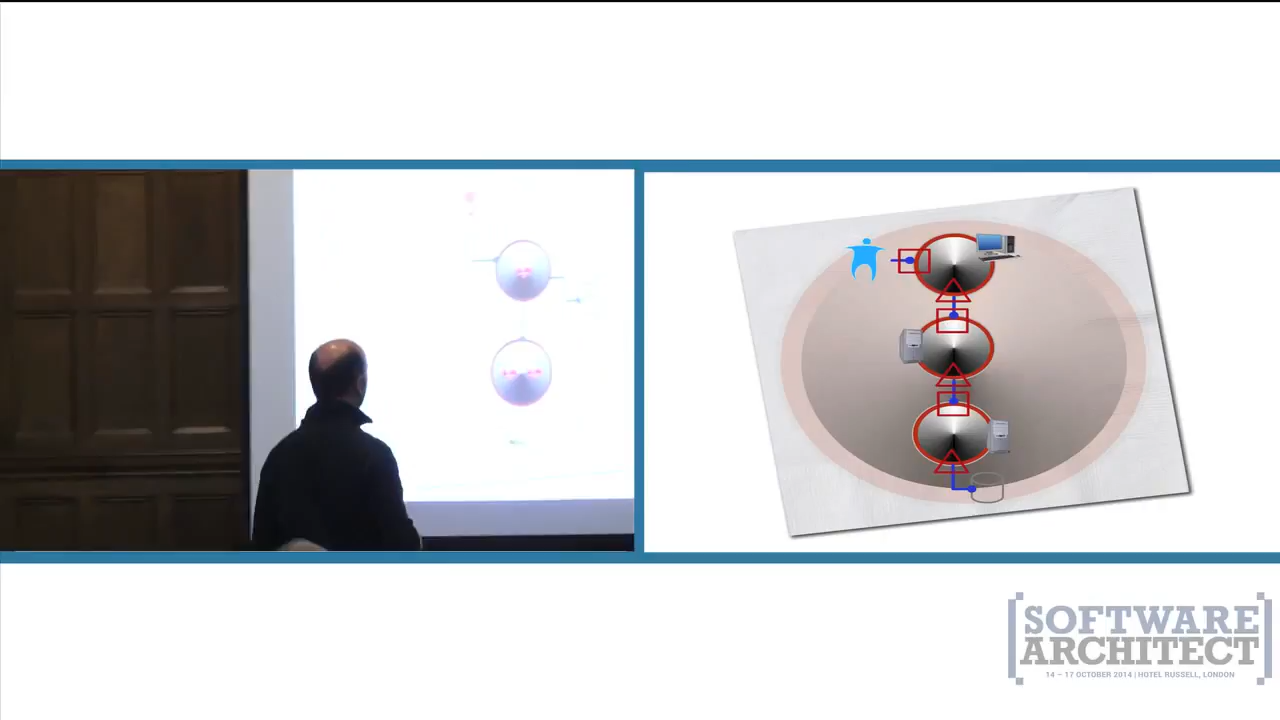 SOFTWARE
ARCHITECT
14 – 17 OCTOBER 2014 | HOTEL RUSSELL, LONDON